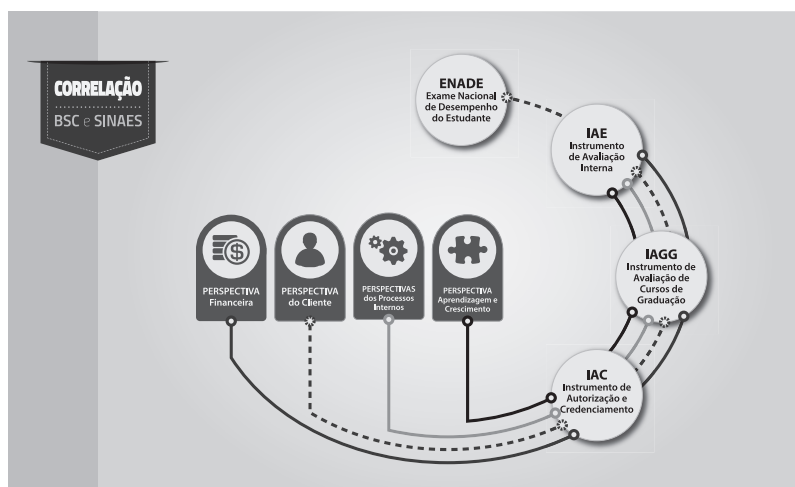 CORRELAÇÃO
BSC e SINAES
ENADE
Exame Nacional
de Desempenho
do Estudante
IAE
Instrumento
de Avaliação
Interna
IAGG
Instrumento de
Avaliação de
Cursos de
Graduação
IAC
Instrumento de
Autorização e
Credenciamento
PERSPECTIVA
Financeira
PERSPECTIVA
do Cliente
PERSPECTIVAS
dos Processos
Internos
PERSPECTIVA
Aprendizagem e
Crescimento